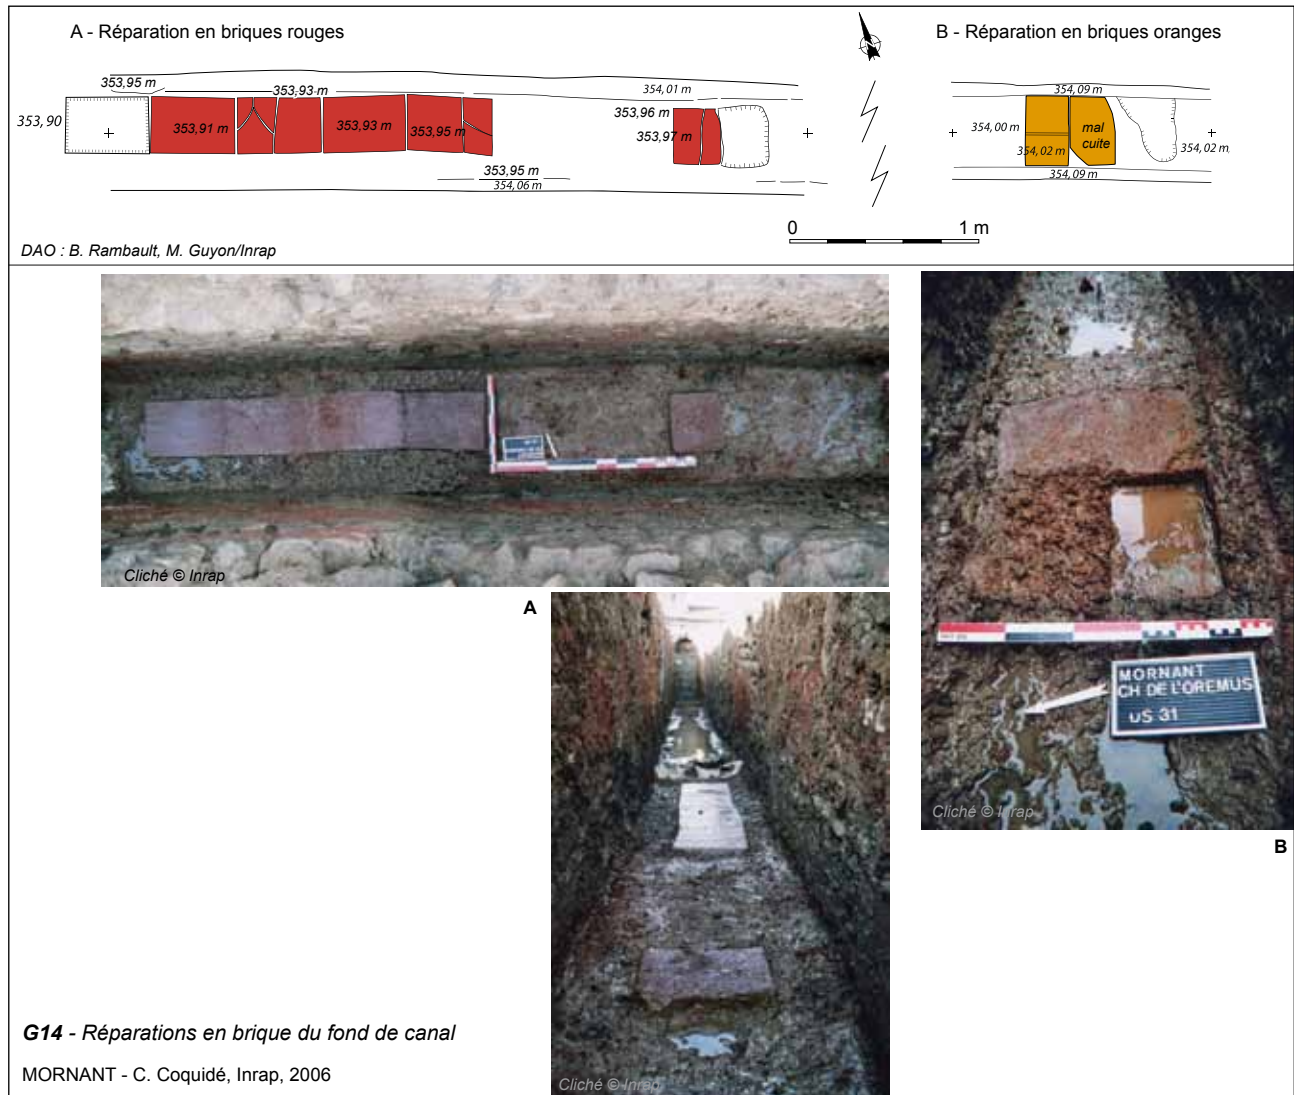 A - Réparation en briques rouges
B - Réparation en briques oranges
353,95 m
353,93 m
354,01 m
354,09 m
353,90
353,91 m
353,93 m
353,95 m
353,96 m
353,97 m
354,00 m
354,02 m
mal
cuite
354,02 m
353,95 m
354,06 m
354,09 m
0
1 m
DAO : B. Rambault, M. Guyon/Inrap
Cliché © Inrap
A
MORNANT
CH DE L'OREMUS
US 31
Cliché © Inrap
B
G14 - Réparations en brique du fond de canal
MORNANT - C. Coquidé, Inrap, 2006
Cliché © Inrap